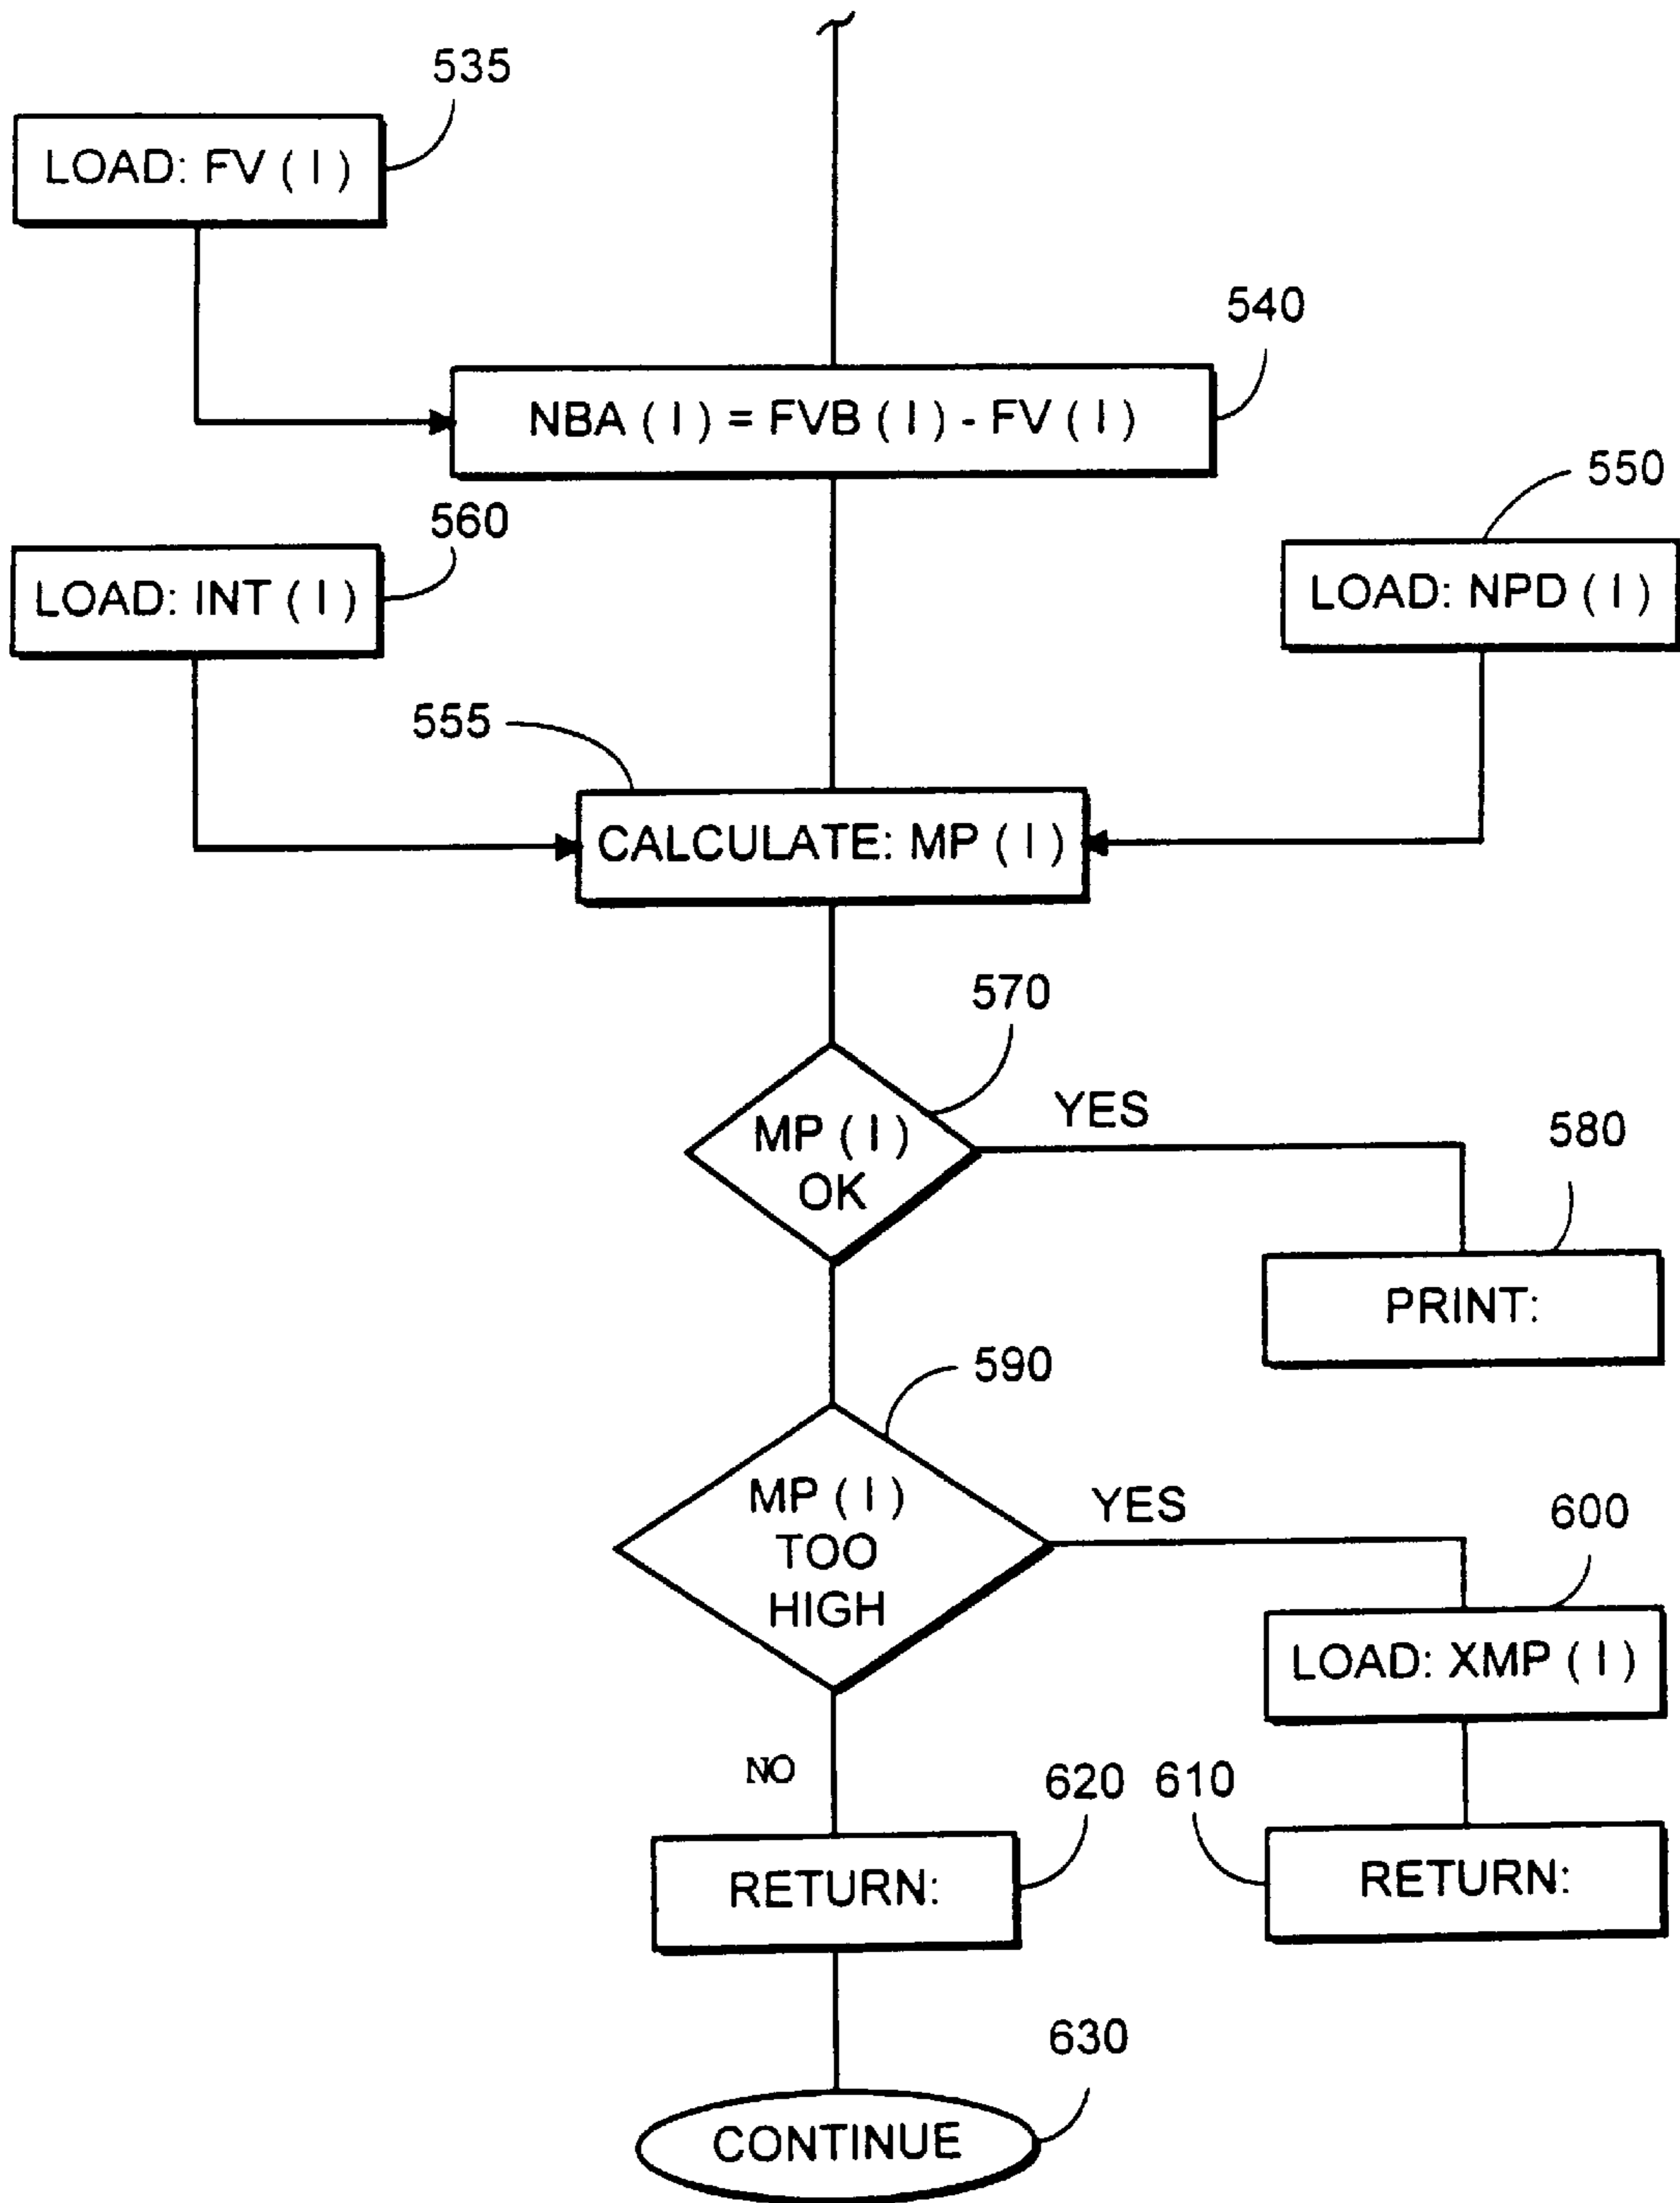 535
LOAD: FV ( I )
540
NBA ( I ) = FVB ( I ) - FV ( I )
550
560
LOAD: INT ( I )
LOAD: NPD ( I )
555
CALCULATE: MP ( I )
570
MP ( I )
OK
YES
580
PRINT:
590
MP ( I )
TOO
HIGH
YES
600
LOAD: XMP ( I )
NO
620
610
RETURN:
RETURN:
630
CONTINUE